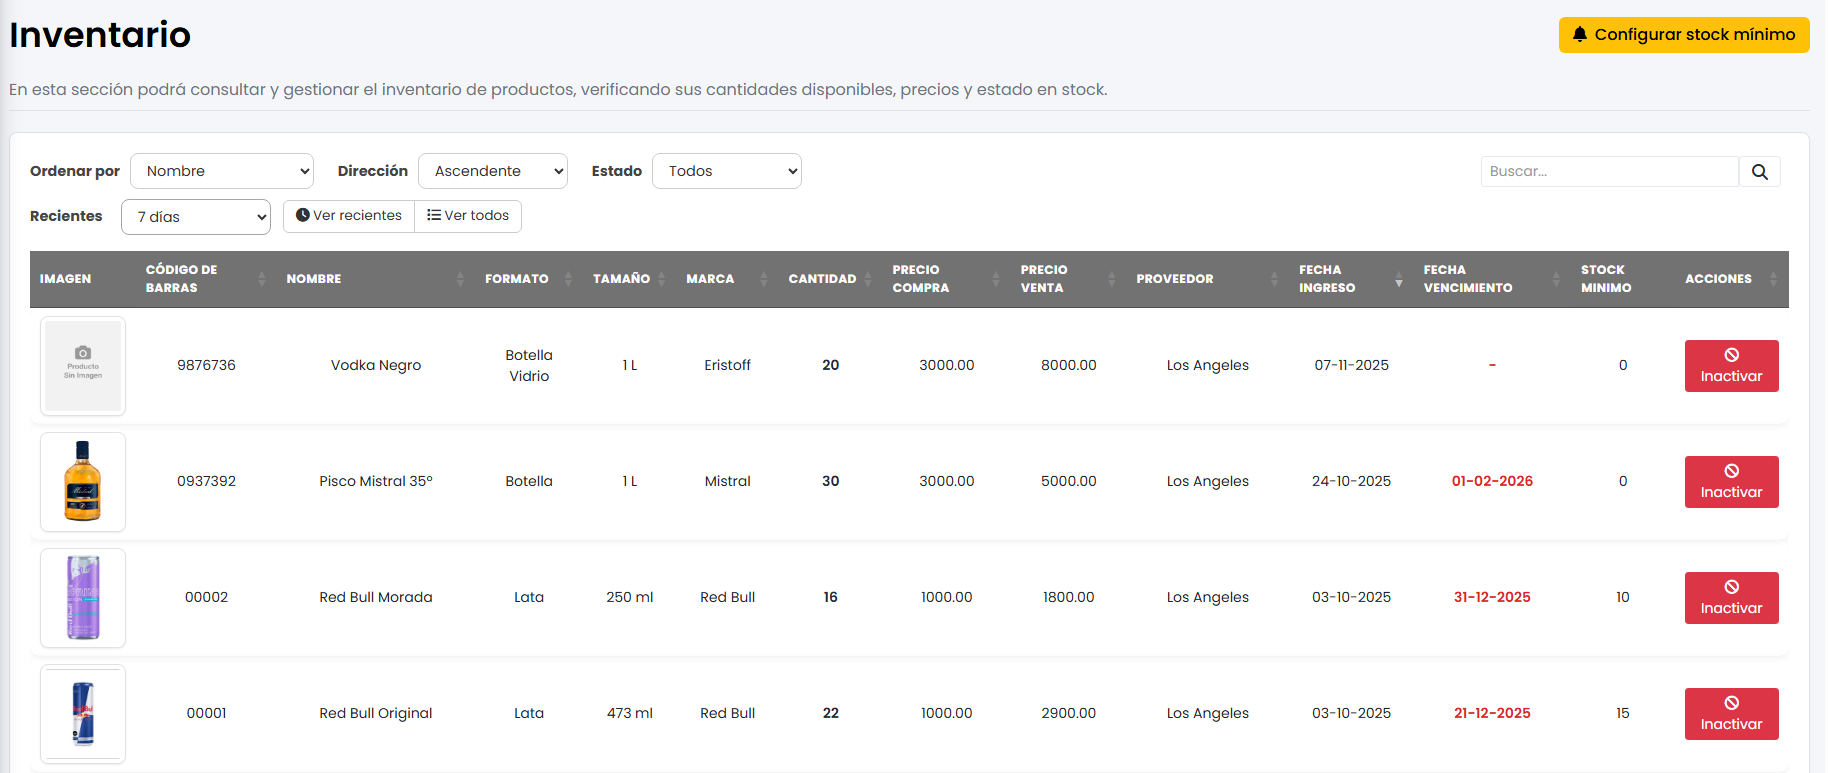 Inventario
Configurar stock mínimo
En esta sección podrá consultar y gestionar el inventario de productos, verificando sus cantidades disponibles, precios y estado en stock.
Ordenar por Nombre Dirección Ascendente Estado Todos Buscar...
Recientes 7 días Ver recientes Ver todos
IMAGEN CÓDIGO DE BARRAS NOMBRE FORMATO TAMAÑO MARCA CANTIDAD PRECIO COMPRA PRECIO VENTA PROVEEDOR FECHA INGRESO FECHA VENCIMIENTO STOCK MINIMO ACCIONES
Producto
Sin Imagen
9876736 Vodka Negro Botella Vidrio 1 L Eristoff 20 3000.00 8000.00 Los Angeles 07-11-2025 - 0 Inactivar
Mistral
0937392 Pisco Mistral 35° Botella 1 L Mistral 30 3000.00 5000.00 Los Angeles 24-10-2025 01-02-2026 0 Inactivar
00002 Red Bull Morada Lata 250 ml Red Bull 16 1000.00 1800.00 Los Angeles 03-10-2025 31-12-2025 10 Inactivar
Red Bull
00001 Red Bull Original Lata 473 ml Red Bull 22 1000.00 2900.00 Los Angeles 03-10-2025 21-12-2025 15 Inactivar